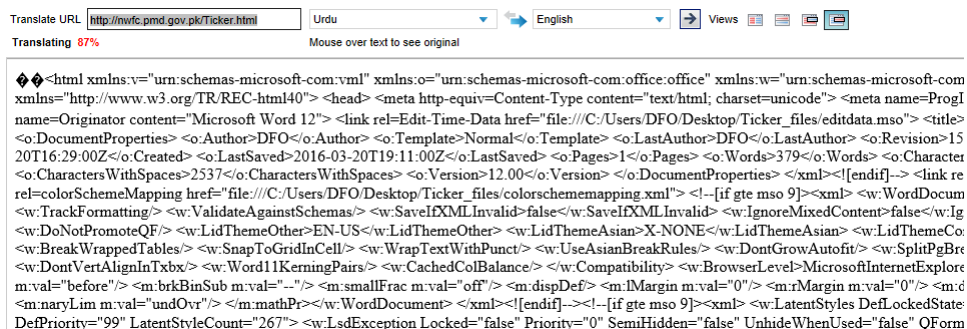 Translate URL http://nwfc.pmd.gov.pk/Ticker.html Urdu English Views
Translating 87% Mouse over text to see original
��<html xmlns:v="urn:schemas-microsoft-com:vml" xmlns:o="urn:schemas-microsoft-com:office:office" xmlns:w="urn:schemas-microsoft-com
xmlns="http://www.w3.org/TR/REC-html40"> <head> <meta http-equiv=Content-Type content="text/html; charset=unicode"> <meta name=ProgI
name=Originator content="Microsoft Word 12"> <link rel=Edit-Time-Data href="file:///C:/Users/DFO/Desktop/Ticker_files/editdata.mso"> <title>
<o:DocumentProperties> <o:Author>DFO</o:Author> <o:Template>Normal</o:Template> <o:LastAuthor>DFO</o:LastAuthor> <o:Revision>15
20T16:29:00Z</o:Created> <o:LastSaved>2016-03-20T19:11:00Z</o:LastSaved> <o:Pages>1</o:Pages> <o:Words>379</o:Words> <o:Character
<o:CharactersWithSpaces>2537</o:CharactersWithSpaces> <o:Version>12.00</o:Version> </o:DocumentProperties> </xml><![endif]--> <link re
rel=colorSchemeMapping href="file:///C:/Users/DFO/Desktop/Ticker_files/colorschememapping.xml"> <!--[if gte mso 9]><xml> <w:WordDocum
<w:TrackFormatting/> <w:ValidateAgainstSchemas/> <w:SaveIfXMLInvalid>false</w:SaveIfXMLInvalid> <w:IgnoreMixedContent>false</w:Ig
<w:DoNotPromoteQF/> <w:LidThemeOther>EN-US</w:LidThemeOther> <w:LidThemeAsian>X-NONE</w:LidThemeAsian> <w:LidThemeCo
<w:BreakWrappedTables/> <w:SnapToGridInCell/> <w:WrapTextWithPunct/> <w:UseAsianBreakRules/> <w:DontGrowAutofit/> <w:SplitPgBre
<w:DontVertAlignInTxbx/> <w:Word11KerningPairs/> <w:CachedColBalance/> </w:Compatibility> <w:BrowserLevel>MicrosoftInternetExplore
m:val="before"/> <m:brkBinSub m:val="--"/> <m:smallFrac m:val="off"/> <m:dispDef/> <m:lMargin m:val="0"/> <m:rMargin m:val="0"/> <m:d
<m:naryLim m:val="undOvr"/> </m:mathPr></w:WordDocument> </xml><![endif]--><!--[if gte mso 9]><xml> <w:LatentStyles DefLockedState=
DefPriority="99" LatentStyleCount="267"> <w:LsdException Locked="false" Priority="0" SemiHidden="false" UnhideWhenUsed="false" QForm